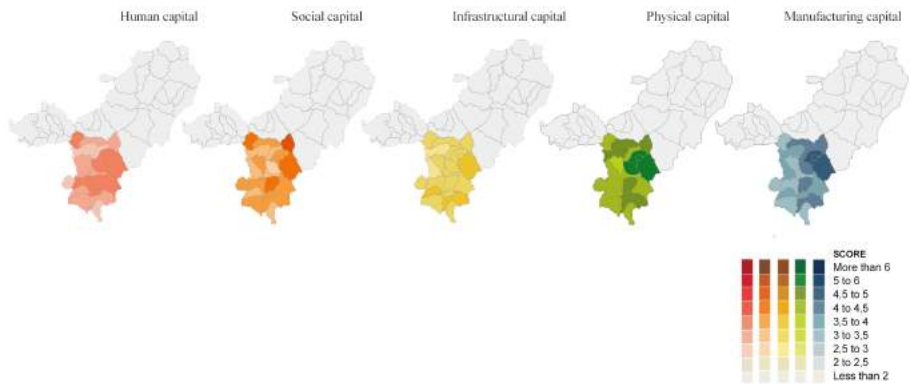 Human capital
Social capital
Infrastructural capital
Physical capital
Manufacturing capital
SCORE
More than 6
5 to 6
4,5 to 5
4 to 4,5
3,5 to 4
3 to 3,5
2,5 to 3
2 to 2,5
Less than 2